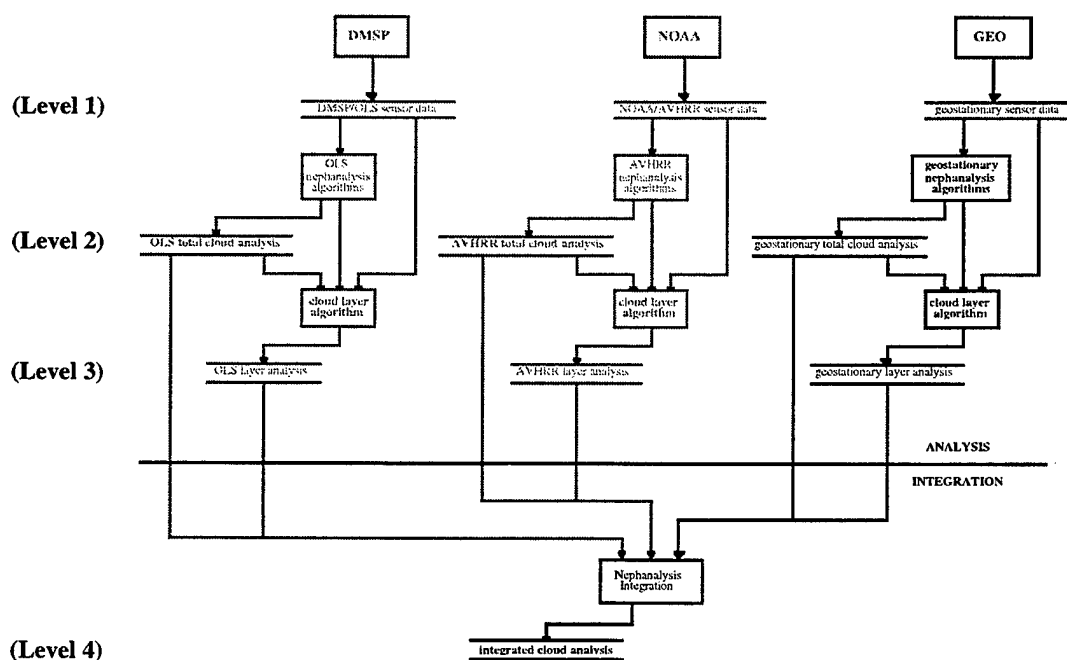 DMSP
NOAA
GEO
(Level 1)
DMSP/OLS sensor data
NOAA/AVHRR sensor data
geostationary sensor data
OLS
nephanalysis
algorithms
AVHRR
nephanalysis
algorithms
geostationary
nephanalysis
algorithms
(Level 2)
OLS total cloud analysis
AVHRR total cloud analysis
geostationary total cloud analysis
cloud layer
algorithm
cloud layer
algorithm
cloud layer
algorithm
(Level 3)
OLS layer analysis
AVHRR layer analysis
geostationary layer analysis
ANALYSIS
INTEGRATION
Nephanalysis
Integration
(Level 4)
integrated cloud analysis